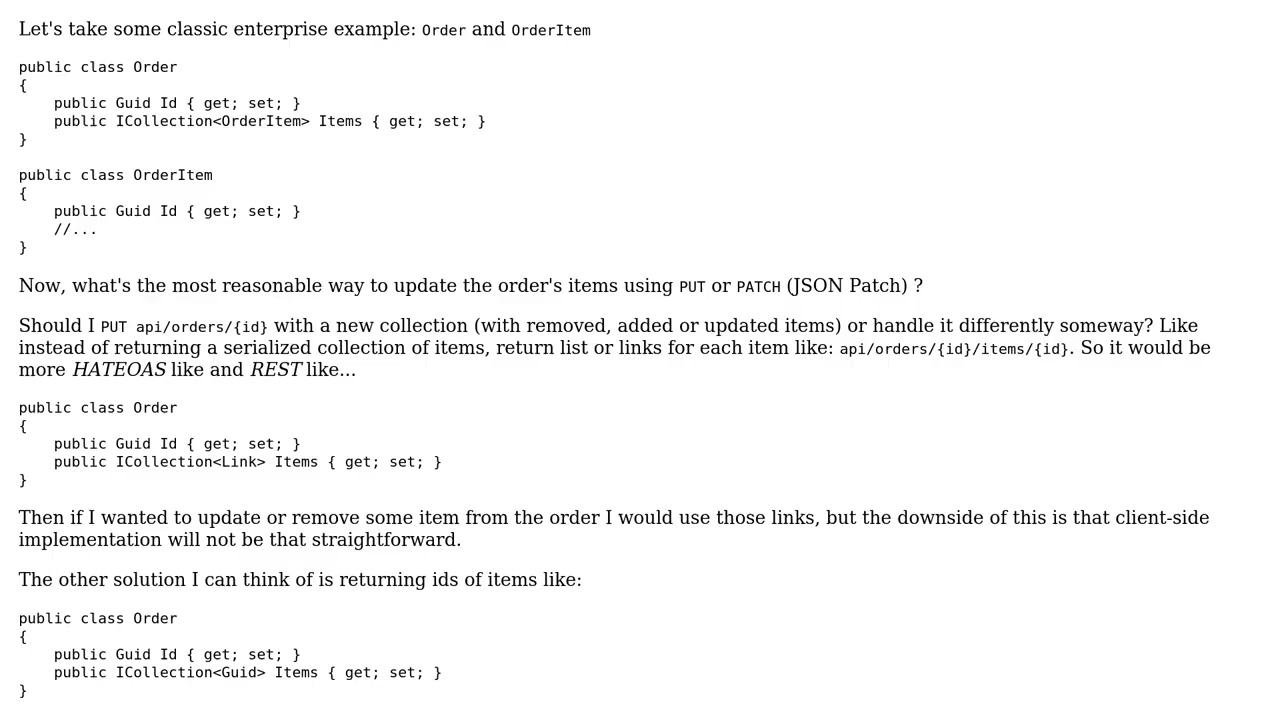 Let's take some classic enterprise example: Order and OrderItem
public class Order
{
    public Guid Id { get; set; }
    public ICollection<OrderItem> Items { get; set; }
}
public class OrderItem
{
    public Guid Id { get; set; }
    //...
}
Now, what's the most reasonable way to update the order's items using PUT or PATCH (JSON Patch) ?
Should I PUT api/orders/{id} with a new collection (with removed, added or updated items) or handle it differently someway? Like
instead of returning a serialized collection of items, return list or links for each item like: api/orders/{id}/items/{id}. So it would be
more HATEOAS like and REST like...
public class Order
{
    public Guid Id { get; set; }
    public ICollection<Link> Items { get; set; }
}
Then if I wanted to update or remove some item from the order I would use those links, but the downside of this is that client-side
implementation will not be that straightforward.
The other solution I can think of is returning ids of items like:
public class Order
{
    public Guid Id { get; set; }
    public ICollection<Guid> Items { get; set; }
}